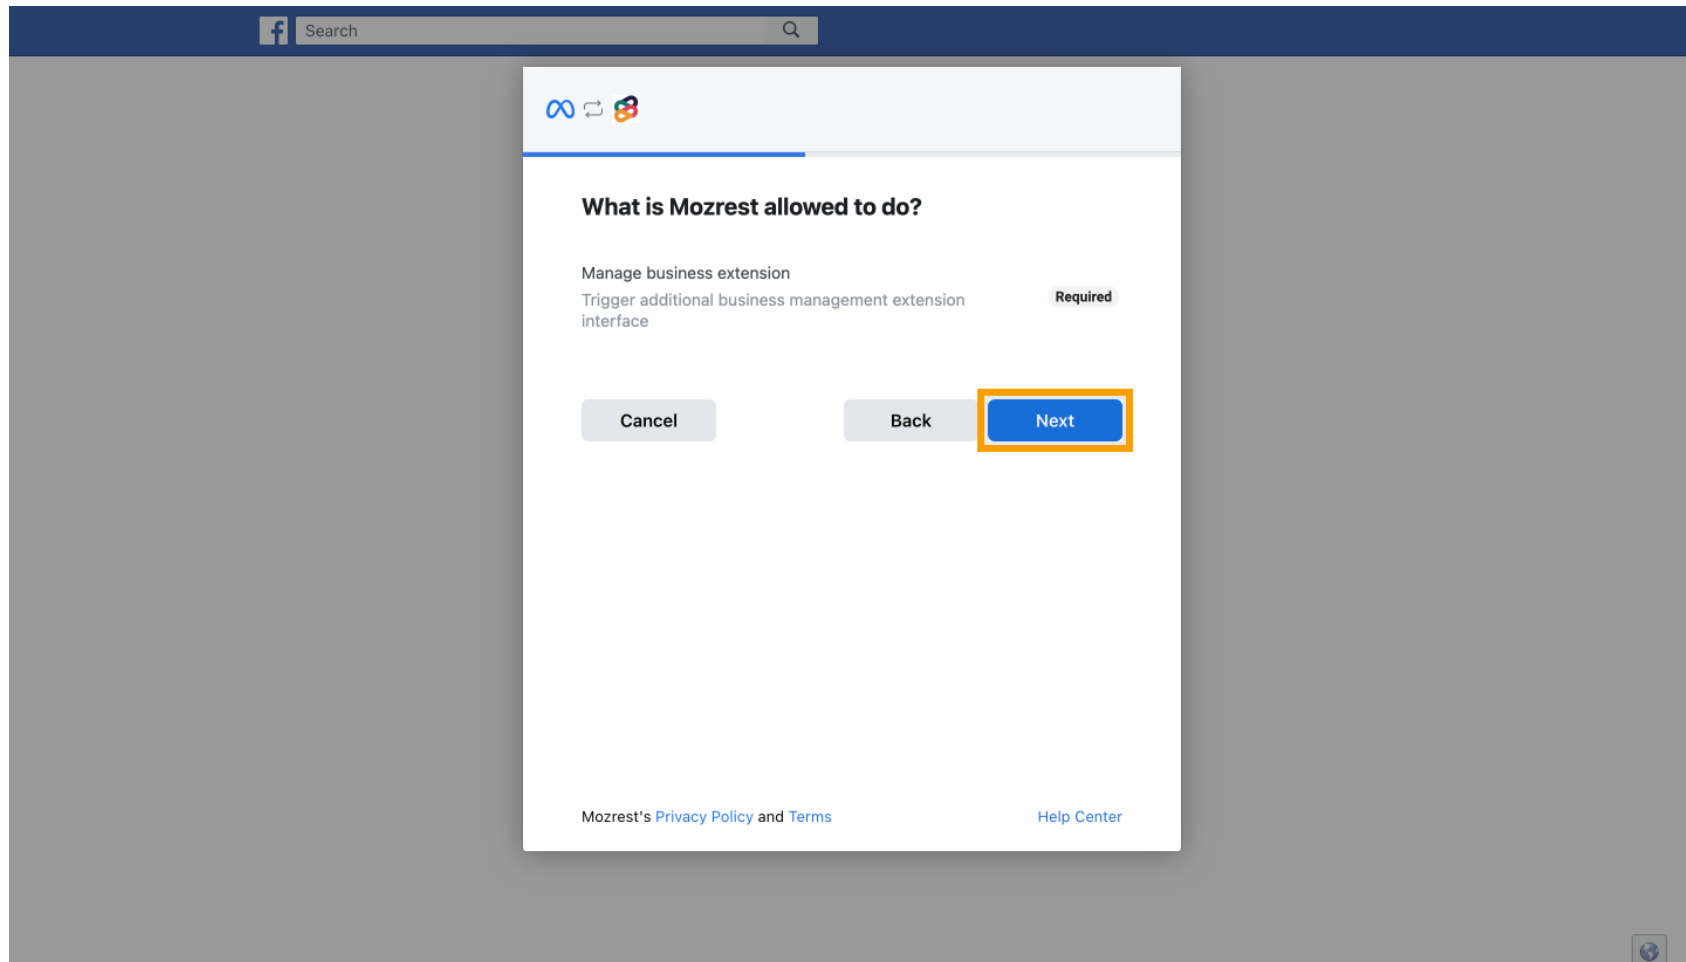 Search
What is Mozrest allowed to do?
Manage business extension
Trigger additional business management extension
interface
Required
Cancel
Back
Next
Mozrest's Privacy Policy and Terms
Help Center